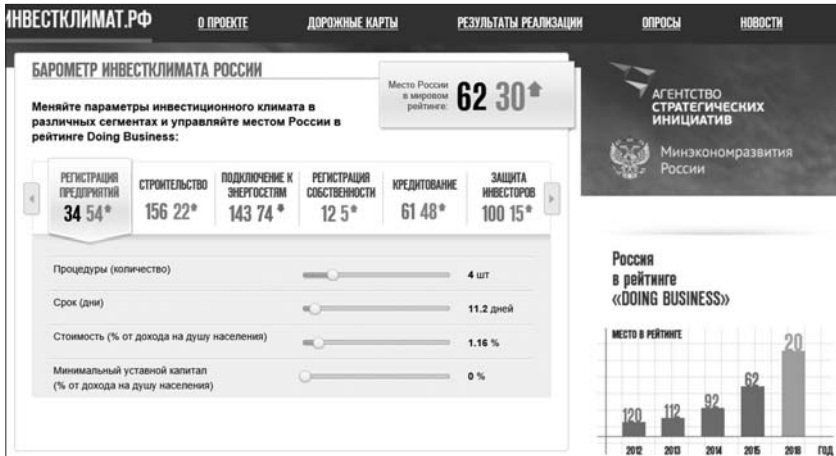 ИНВЕСТКЛИМАТ.РФ
О ПРОЕКТЕ
ДОРОЖНЫЕ КАРТЫ
РЕЗУЛЬТАТЫ РЕАЛИЗАЦИИ
ОПРОСЫ
НОВОСТИ
БАРОМЕТР ИНВЕСТКЛИМАТА РОССИИ
Меняйте параметры инвестиционного климата в
различных сегментах и управляйте местом России в
рейтинге Doing Business:
Место России
в мировом
рейтинге:
62 30
РЕГИСТРАЦИЯ
ПРЕДПРИЯТИЙ
34 54
СТРОИТЕЛЬСТВО
156 22
ПОДКЛЮЧЕНИЕ К
ЭНЕРГОСЕТЯМ
143 74
РЕГИСТРАЦИЯ
СОБСТВЕННОСТИ
12 5
КРЕДИТОВАНИЕ
61 48
ЗАЩИТА
ИНВЕСТОРОВ
100 15
Процедуры (количество)
4 шт
Срок (дни)
11.2 дней
Стоимость (% от дохода на душу населения)
1.16 %
Минимальный уставной капитал
(% от дохода на душу населения)
0 %
АГЕНТСТВО
СТРАТЕГИЧЕСКИХ
ИНИЦИАТИВ
Минэкономразвития
России
Россия
в рейтинге
«DOING BUSINESS»
МЕСТО В РЕЙТИНГЕ
120
112
92
62
20
2012
2013
2014
2015
2018
ГОД